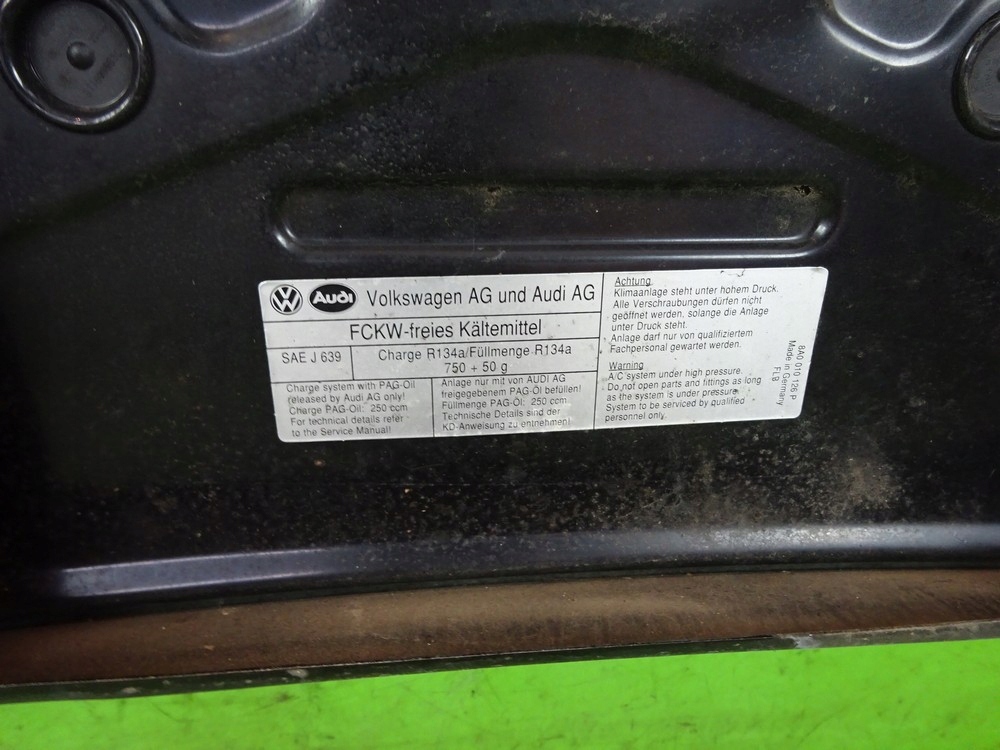 Audi Volkswagen AG und Audi AG
FCKW-freies Kältemittel
SAE J 639
Charge R134a/Füllmenge R134a
750 + 50 g
Charge system with PAG-Oil
released by Audi AG only!
Charge PAG-Oil: 250 ccm
For technical details refer
to the Service Manual!
Anlage nur mit von AUDI AG
freigegebenem PAG-Öl befüllen!
Füllmenge PAG-Öl: 250 ccm
Technische Details sind der
KD-Anweisung zu entnehmen!
Achtung
Klimaanlage steht unter hohem Druck.
Alle Verschraubungen dürfen nicht
geöffnet werden, solange die Anlage
unter Druck steht.
Anlage darf nur von qualifiziertem
Fachpersonal gewartet werden.
Warning
A/C system under high pressure.
Do not open parts and fittings as long
as the system is under pressure.
System to be serviced by qualified
personnel only.
8A0 010 126 P
Made in Germany
FLB